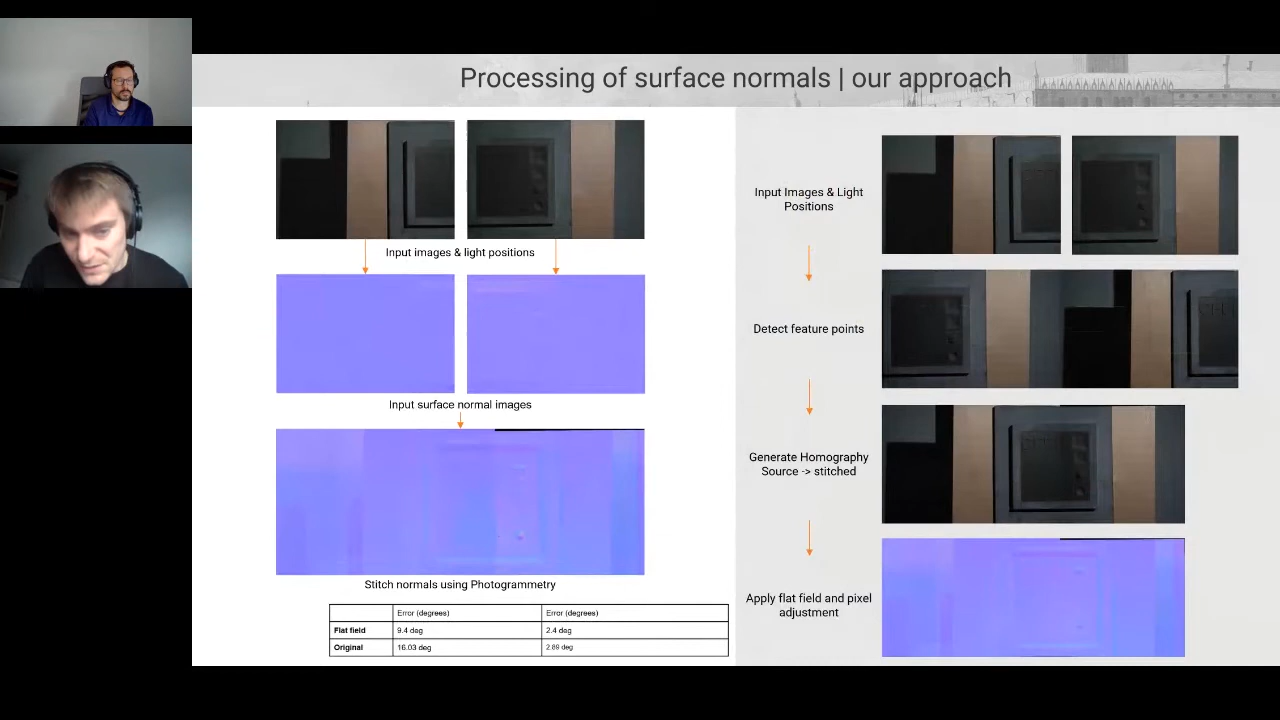 Processing of surface normals | our approach
Input images & light positions
Input surface normal images
Stitch normals using Photogrammetry
Error (degrees) Error (degrees)
Flat field 9.4 deg 2.4 deg
Original 16.03 deg 2.89 deg
Input Images & Light
Positions
Detect feature points
Generate Homography
Source -> stitched
Apply flat field and pixel
adjustment